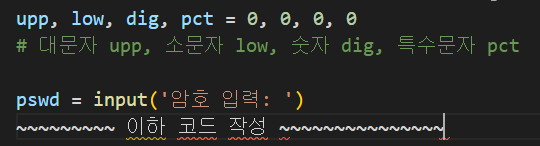 upp, low, dig, pct = 0, 0, 0, 0
# 대문자 upp, 소문자 low, 숫자 dig, 특수문자 pct
pswd = input('암호 입력: ')
~~~~~~~~~ 이하 코드 작성 ~~~~~~~~~~~~~~~